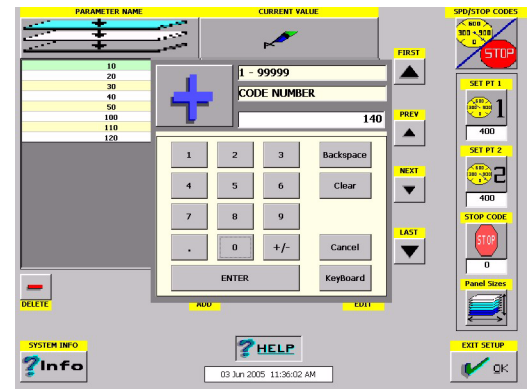 PARAMETER NAME
CURRENT VALUE
SPD/STOP CODES
STOP
FIRST
10
20
30
40
50
100
110
120
1 - 99999
CODE NUMBER
140
PREV
NEXT
LAST
1 2 3 Backspace
4 5 6 Clear
7 8 9
. 0 +/- Cancel
ENTER KeyBoard
SET PT 1
1
400
SET PT 2
2
400
STOP CODE
STOP
0
Panel Sizes
DELETE
ADD
EDIT
SYSTEM INFO
?Info
?HELP
03 Jun 2005 11:36:02 AM
EXIT SETUP
OK